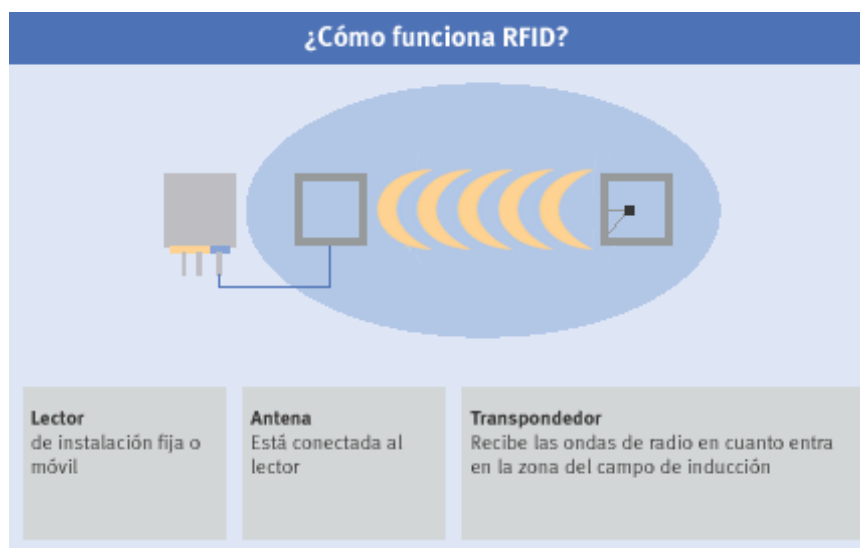 ¿Cómo funciona RFID?
Lector
de instalación fija o
móvil
Antena
Está conectada al
lector
Transpondedor
Recibe las ondas de radio en cuanto entra
en la zona del campo de inducción